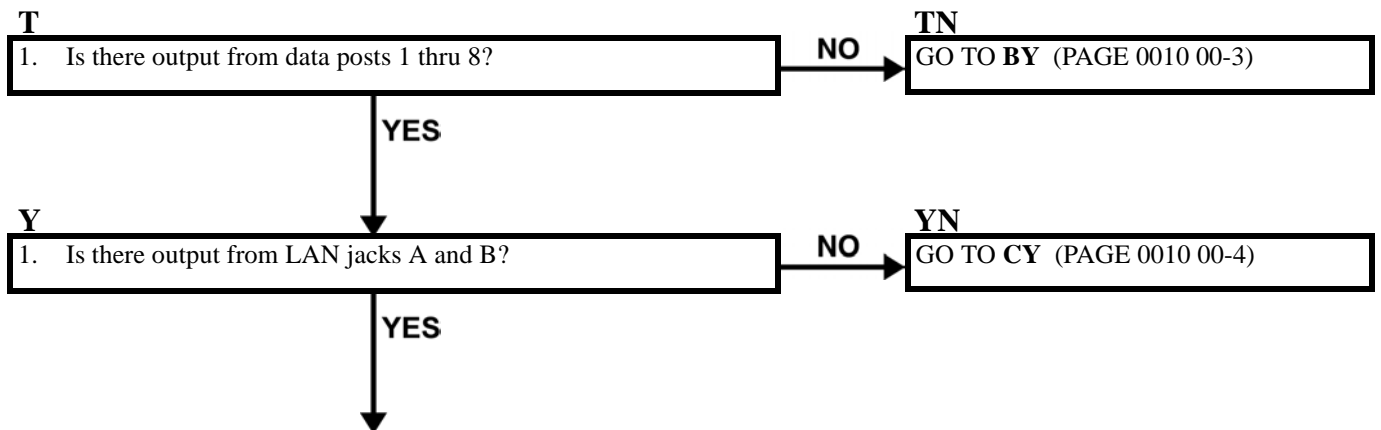 T
1. Is there output from data posts 1 thru 8?
NO
TN
GO TO BY (PAGE 0010 00-3)
YES
Y
1. Is there output from LAN jacks A and B?
NO
YN
GO TO CY (PAGE 0010 00-4)
YES